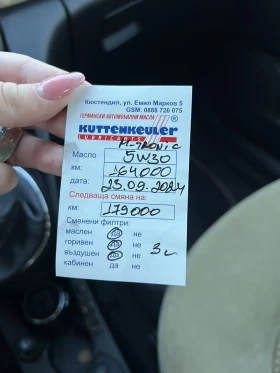 Кюстендил, ул. Емил Марков 5
GSM: 0888 726 075
ГЕРМАНСКИ АВТОМОБИЛНИ МАСЛА
KUTTENKEULER ®
LUBRICANTS
M-TRONIC
Масло 5W30
км: 164000
дата: 23.09.2024
Следваща смяна на:
км: 179000
Сменени филтри:
маслен да не
горивен да не
въздушен да не
кабинен да не